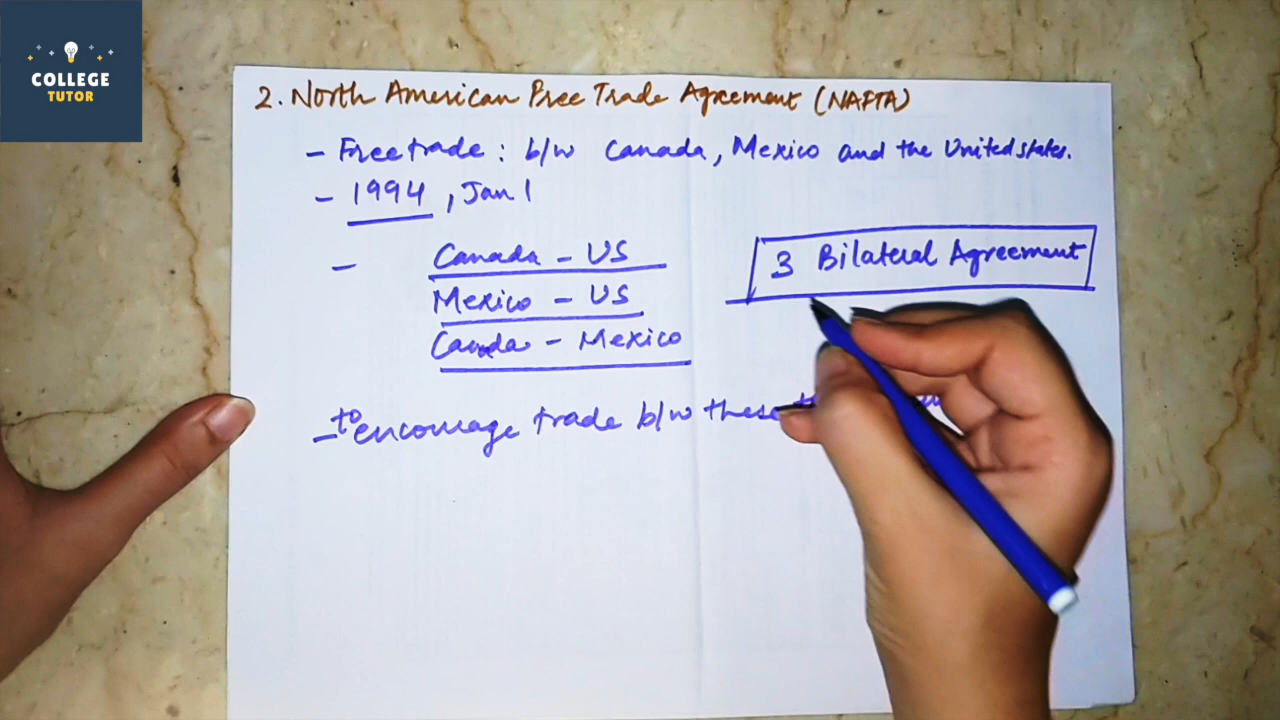 COLLEGE
TUTOR
2. North American Free Trade Agreement (NAFTA)
- Free trade : b/w Canada, Mexico and the United states.
- 1994 , Jan 1
- Canada - US
3 Bilateral Agreement
Mexico - US
Canada - Mexico
- to encourage trade b/w these